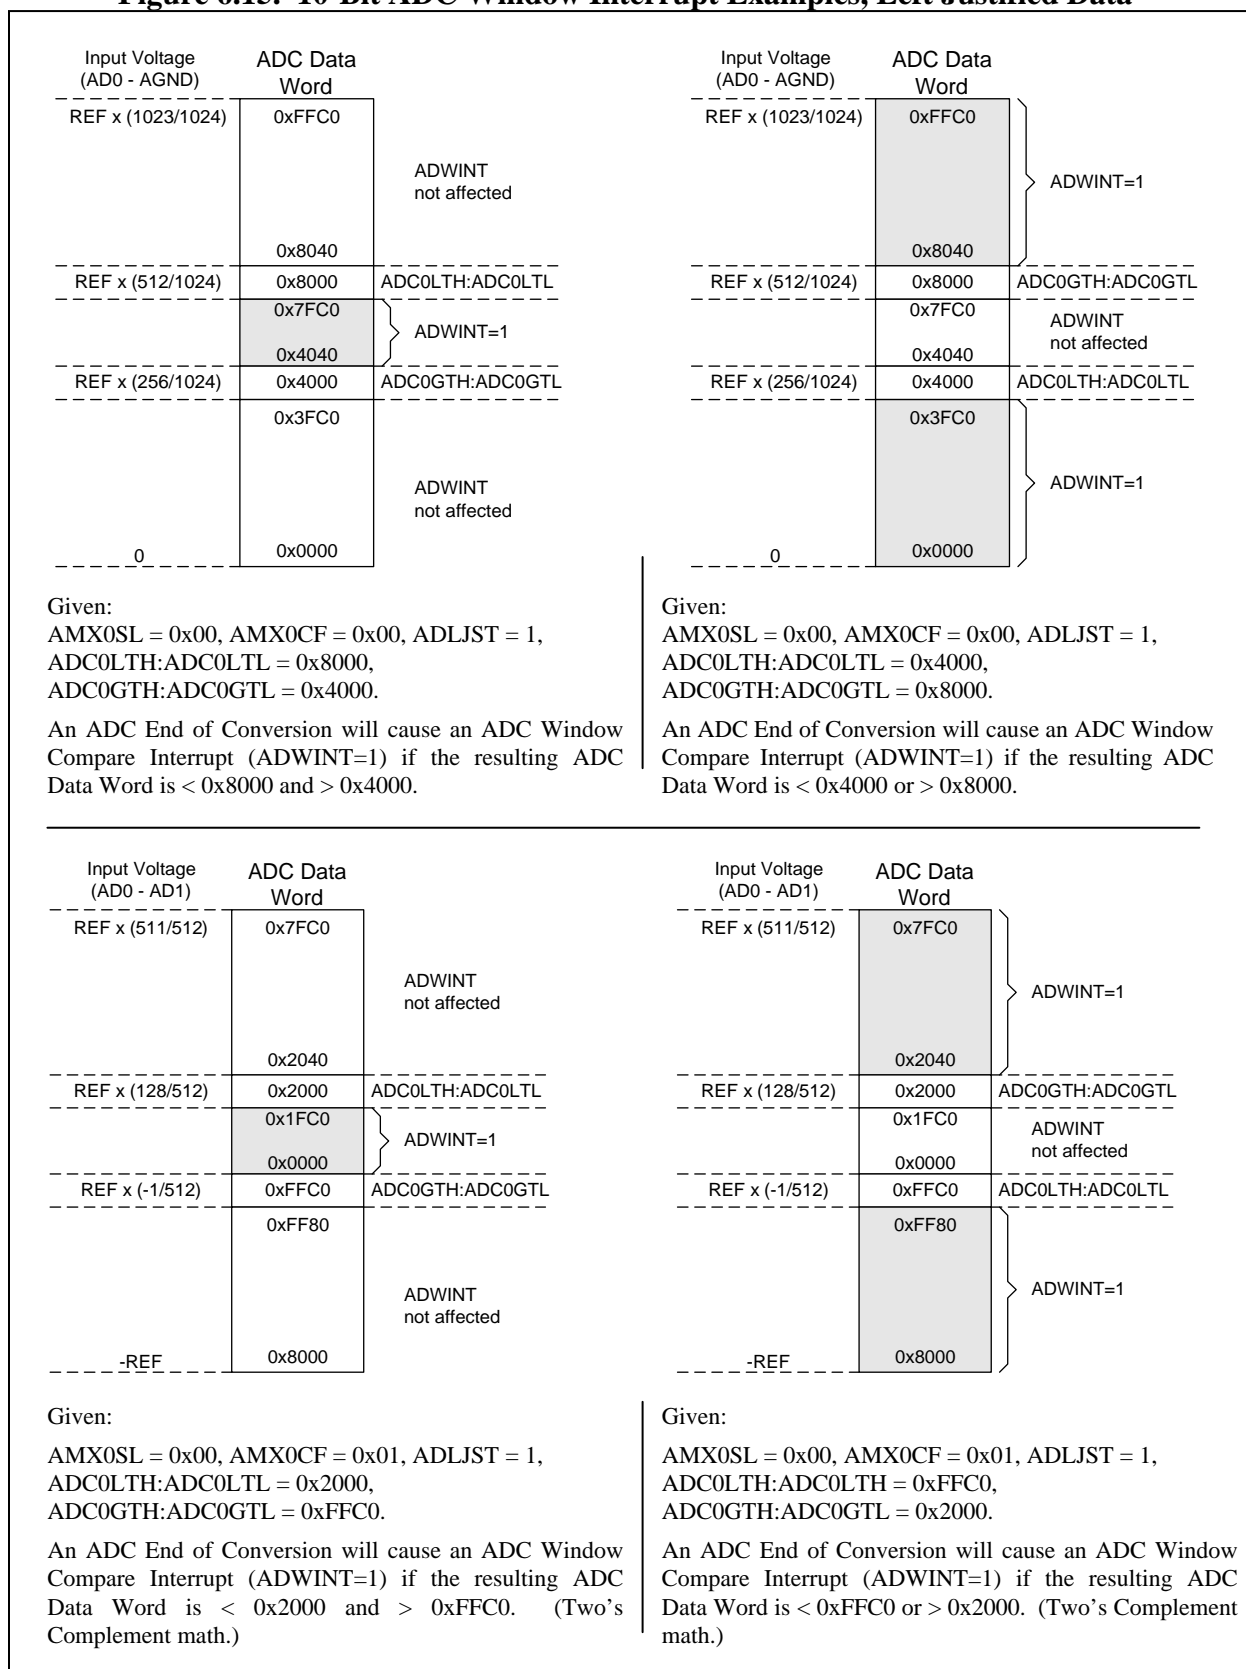 Figure 6.15. 10-Bit ADC Window Interrupt Examples, Left Justified Data
Input Voltage
(AD0 - AGND)
ADC Data
Word
REF x (1023/1024)
0xFFC0
ADWINT
not affected
0x8040
REF x (512/1024)
0x8000
ADC0LTH:ADC0LTL
0x7FC0
ADWINT=1
0x4040
REF x (256/1024)
0x4000
ADC0GTH:ADC0GTL
0x3FC0
ADWINT
not affected
0
0x0000
Given:
AMX0SL = 0x00, AMX0CF = 0x00, ADLJST = 1,
ADC0LTH:ADC0LTL = 0x8000,
ADC0GTH:ADC0GTL = 0x4000.
An ADC End of Conversion will cause an ADC Window
Compare Interrupt (ADWINT=1) if the resulting ADC
Data Word is < 0x8000 and > 0x4000.
Input Voltage
(AD0 - AGND)
ADC Data
Word
REF x (1023/1024)
0xFFC0
ADWINT=1
0x8040
REF x (512/1024)
0x8000
ADC0GTH:ADC0GTL
0x7FC0
ADWINT
not affected
0x4040
REF x (256/1024)
0x4000
ADC0LTH:ADC0LTL
0x3FC0
ADWINT=1
0
0x0000
Given:
AMX0SL = 0x00, AMX0CF = 0x00, ADLJST = 1,
ADC0LTH:ADC0LTL = 0x4000,
ADC0GTH:ADC0GTL = 0x8000.
An ADC End of Conversion will cause an ADC Window
Compare Interrupt (ADWINT=1) if the resulting ADC
Data Word is < 0x4000 or > 0x8000.
Input Voltage
(AD0 - AD1)
ADC Data
Word
REF x (511/512)
0x7FC0
ADWINT
not affected
0x2040
REF x (128/512)
0x2000
ADC0LTH:ADC0LTL
0x1FC0
ADWINT=1
0x0000
REF x (-1/512)
0xFFC0
ADC0GTH:ADC0GTL
0xFF80
ADWINT
not affected
-REF
0x8000
Given:
AMX0SL = 0x00, AMX0CF = 0x01, ADLJST = 1,
ADC0LTH:ADC0LTL = 0x2000,
ADC0GTH:ADC0GTL = 0xFFC0.
An ADC End of Conversion will cause an ADC Window
Compare Interrupt (ADWINT=1) if the resulting ADC
Data Word is < 0x2000 and > 0xFFC0. (Two’s
Complement math.)
Input Voltage
(AD0 - AD1)
ADC Data
Word
REF x (511/512)
0x7FC0
ADWINT=1
0x2040
REF x (128/512)
0x2000
ADC0GTH:ADC0GTL
0x1FC0
ADWINT
not affected
0x0000
REF x (-1/512)
0xFFC0
ADC0LTH:ADC0LTL
0xFF80
ADWINT=1
-REF
0x8000
Given:
AMX0SL = 0x00, AMX0CF = 0x01, ADLJST = 1,
ADC0LTH:ADC0LTH = 0xFFC0,
ADC0GTH:ADC0GTL = 0x2000.
An ADC End of Conversion will cause an ADC Window
Compare Interrupt (ADWINT=1) if the resulting ADC
Data Word is < 0xFFC0 or > 0x2000. (Two’s Complement
math.)